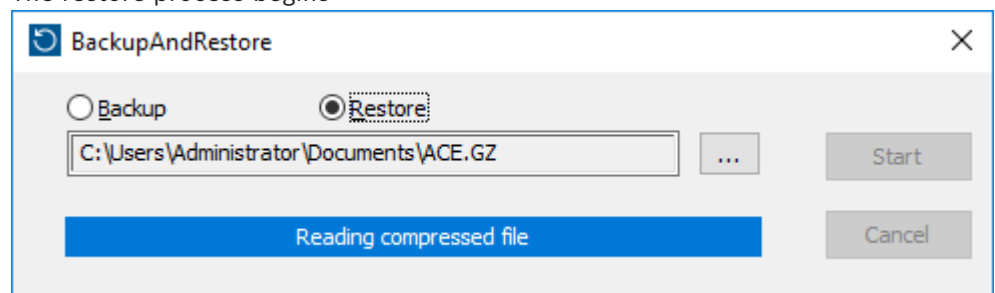 The restore process begins
BackupAndRestore
Backup Restore
C:\Users\Administrator\Documents\ACE.GZ ... Start
Reading compressed file Cancel